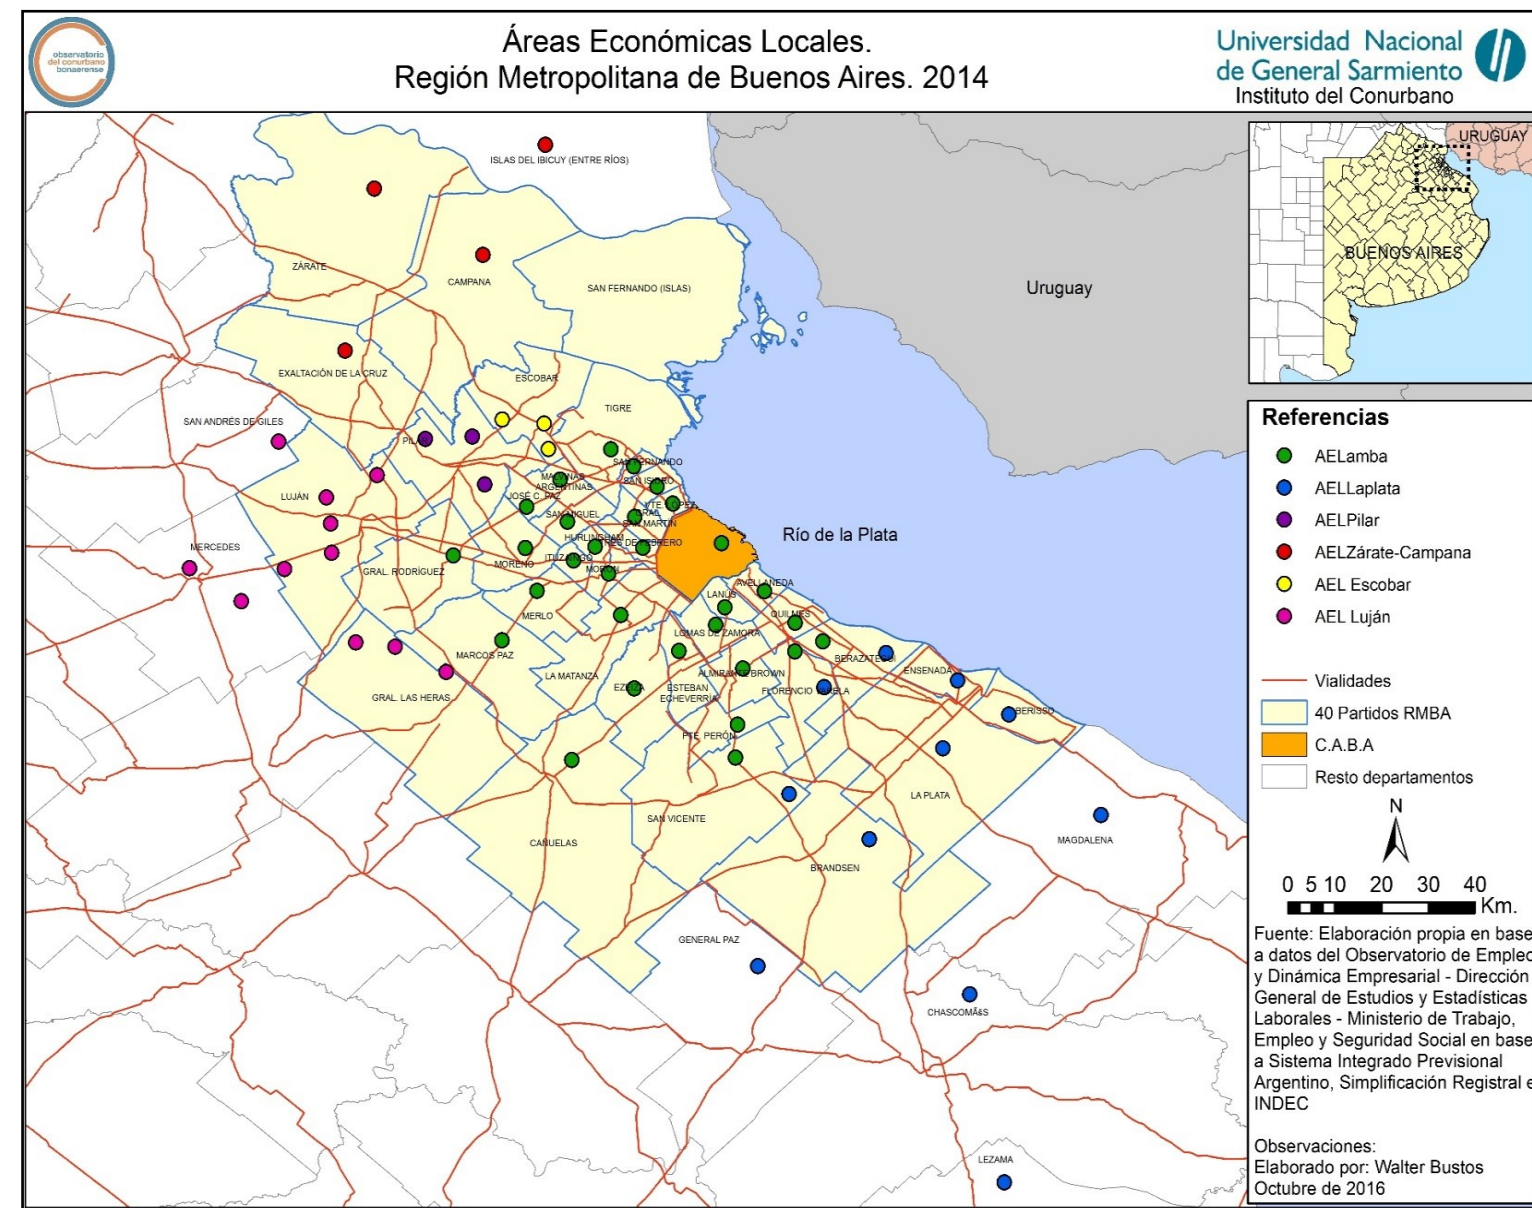 observatorio
del conurbano
bonaerense
Áreas Económicas Locales.
Región Metropolitana de Buenos Aires. 2014
Universidad Nacional
de General Sarmiento
Instituto del Conurbano
ISLAS DEL IBICUY (ENTRE RÍOS)
ZÁRATE
CAMPANA
SAN FERNANDO (ISLAS)
Uruguay
EXALTACIÓN DE LA CRUZ
ESCOBAR
TIGRE
SAN ANDRÉS DE GILES
PILAR
SAN FERNANDO
MALVINAS
ARGENTINAS
SAN ISIDRO
LUJÁN
JOSÉ C. PAZ
VTE. LÓPEZ
SAN MIGUEL
GRAL.
SAN MARTÍN
Río de la Plata
HURLINGHAM
TRES DE FEBRERO
MERCEDES
ITUZAINGÓ
MORENO
MORÓN
GRAL. RODRÍGUEZ
AVELLANEDA
LANÚS
MERLO
QUILMES
LOMAS DE ZAMORA
MARCOS PAZ
BERAZATEGUI
ENSENADA
LA MATANZA
ALMIRANTE BROWN
EZEIZA
ESTEBAN
ECHEVERRÍA
FLORENCIO VARELA
GRAL. LAS HERAS
BERISSO
PTE. PERÓN
LA PLATA
SAN VICENTE
MAGDALENA
CAÑUELAS
BRANDSEN
GENERAL PAZ
CHASCOMÃšS
LEZAMA
URUGUAY
BUENOS AIRES
Referencias
AELamba
AELLaplata
AELPilar
AELZárate-Campana
AEL Escobar
AEL Luján
Vialidades
40 Partidos RMBA
C.A.B.A
Resto departamentos
N
0 5 10 20 30 40
Km.
Fuente: Elaboración propia en base
a datos del Observatorio de Empleo
y Dinámica Empresarial - Dirección
General de Estudios y Estadísticas
Laborales - Ministerio de Trabajo,
Empleo y Seguridad Social en base
a Sistema Integrado Previsional
Argentino, Simplificación Registral e
INDEC
Observaciones:
Elaborado por: Walter Bustos
Octubre de 2016